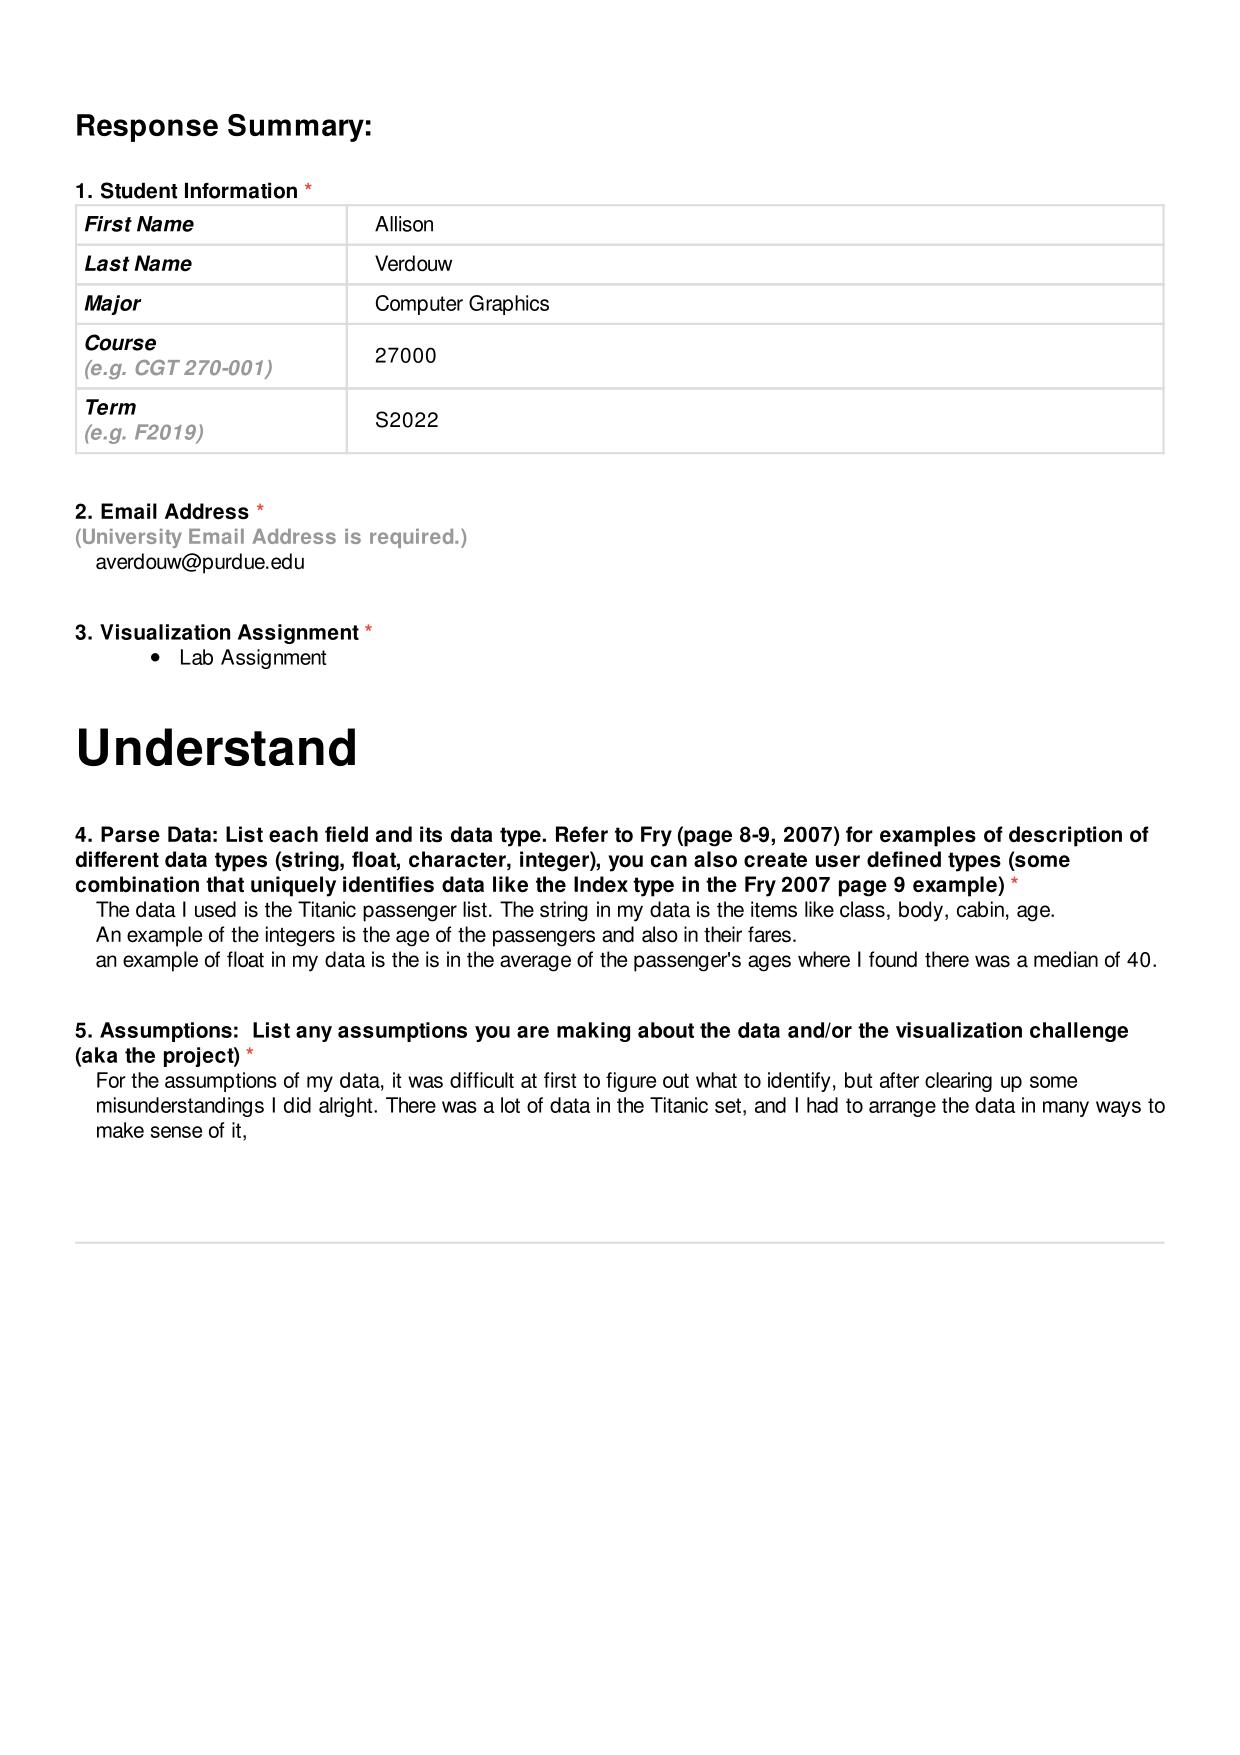 Response Summary:
1. Student Information *
First Name Allison
Last Name Verdouw
Major Computer Graphics
Course
(e.g. CGT 270-001)
27000
Term
(e.g. F2019)
S2022
2. Email Address *
(University Email Address is required.)
averdouw@purdue.edu
3. Visualization Assignment *
• Lab Assignment
Understand
4. Parse Data: List each field and its data type. Refer to Fry (page 8-9, 2007) for examples of description of
different data types (string, float, character, integer), you can also create user defined types (some
combination that uniquely identifies data like the Index type in the Fry 2007 page 9 example) *
The data I used is the Titanic passenger list. The string in my data is the items like class, body, cabin, age.
An example of the integers is the age of the passengers and also in their fares.
an example of float in my data is the is in the average of the passenger's ages where I found there was a median of 40.
5. Assumptions:  List any assumptions you are making about the data and/or the visualization challenge
(aka the project) *
For the assumptions of my data, it was difficult at first to figure out what to identify, but after clearing up some
misunderstandings I did alright. There was a lot of data in the Titanic set, and I had to arrange the data in many ways to
make sense of it,